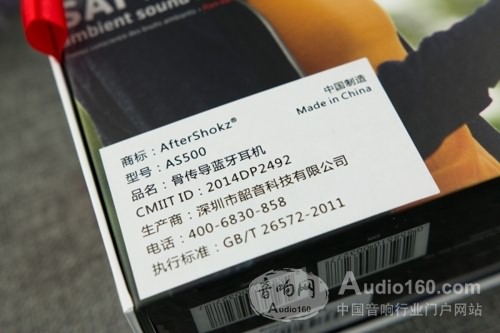 SAF
ambient sound
中国制造
Made in China
商标：AfterShokz®
型号：AS500
品名：骨传导蓝牙耳机
CMIIT ID：2014DP2492
生产商：深圳市韶音科技有限公司
电话：400-6830-858
执行标准：GB/T 26572-2011
音响网
Audio160.com
Audio160.com
中国音响行业门户网站